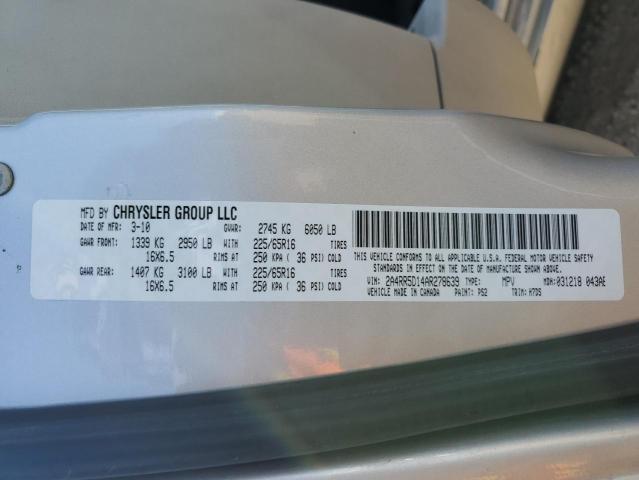 MFD BY CHRYSLER GROUP LLC
DATE OF MFR: 3-10 GVWR: 2745 KG 6050 LB
GAWR FRONT: 1339 KG 2950 LB WITH 225/65R16 TIRES
16X6.5 RIMS AT 250 KPA ( 36 PSI) COLD
GAWR REAR: 1407 KG 3100 LB WITH 225/65R16 TIRES
16X6.5 RIMS AT 250 KPA ( 36 PSI) COLD
THIS VEHICLE CONFORMS TO ALL APPLICABLE U.S.A. FEDERAL MOTOR VEHICLE SAFETY
STANDARDS IN EFFECT ON THE DATE OF MANUFACTURE SHOWN ABOVE.
VIN: 2A4RR5D14AR278639 TYPE: MPV MDH: 031218 043AE
VEHICLE MADE IN CANADA PAINT: PS2 TRIM: H7DS